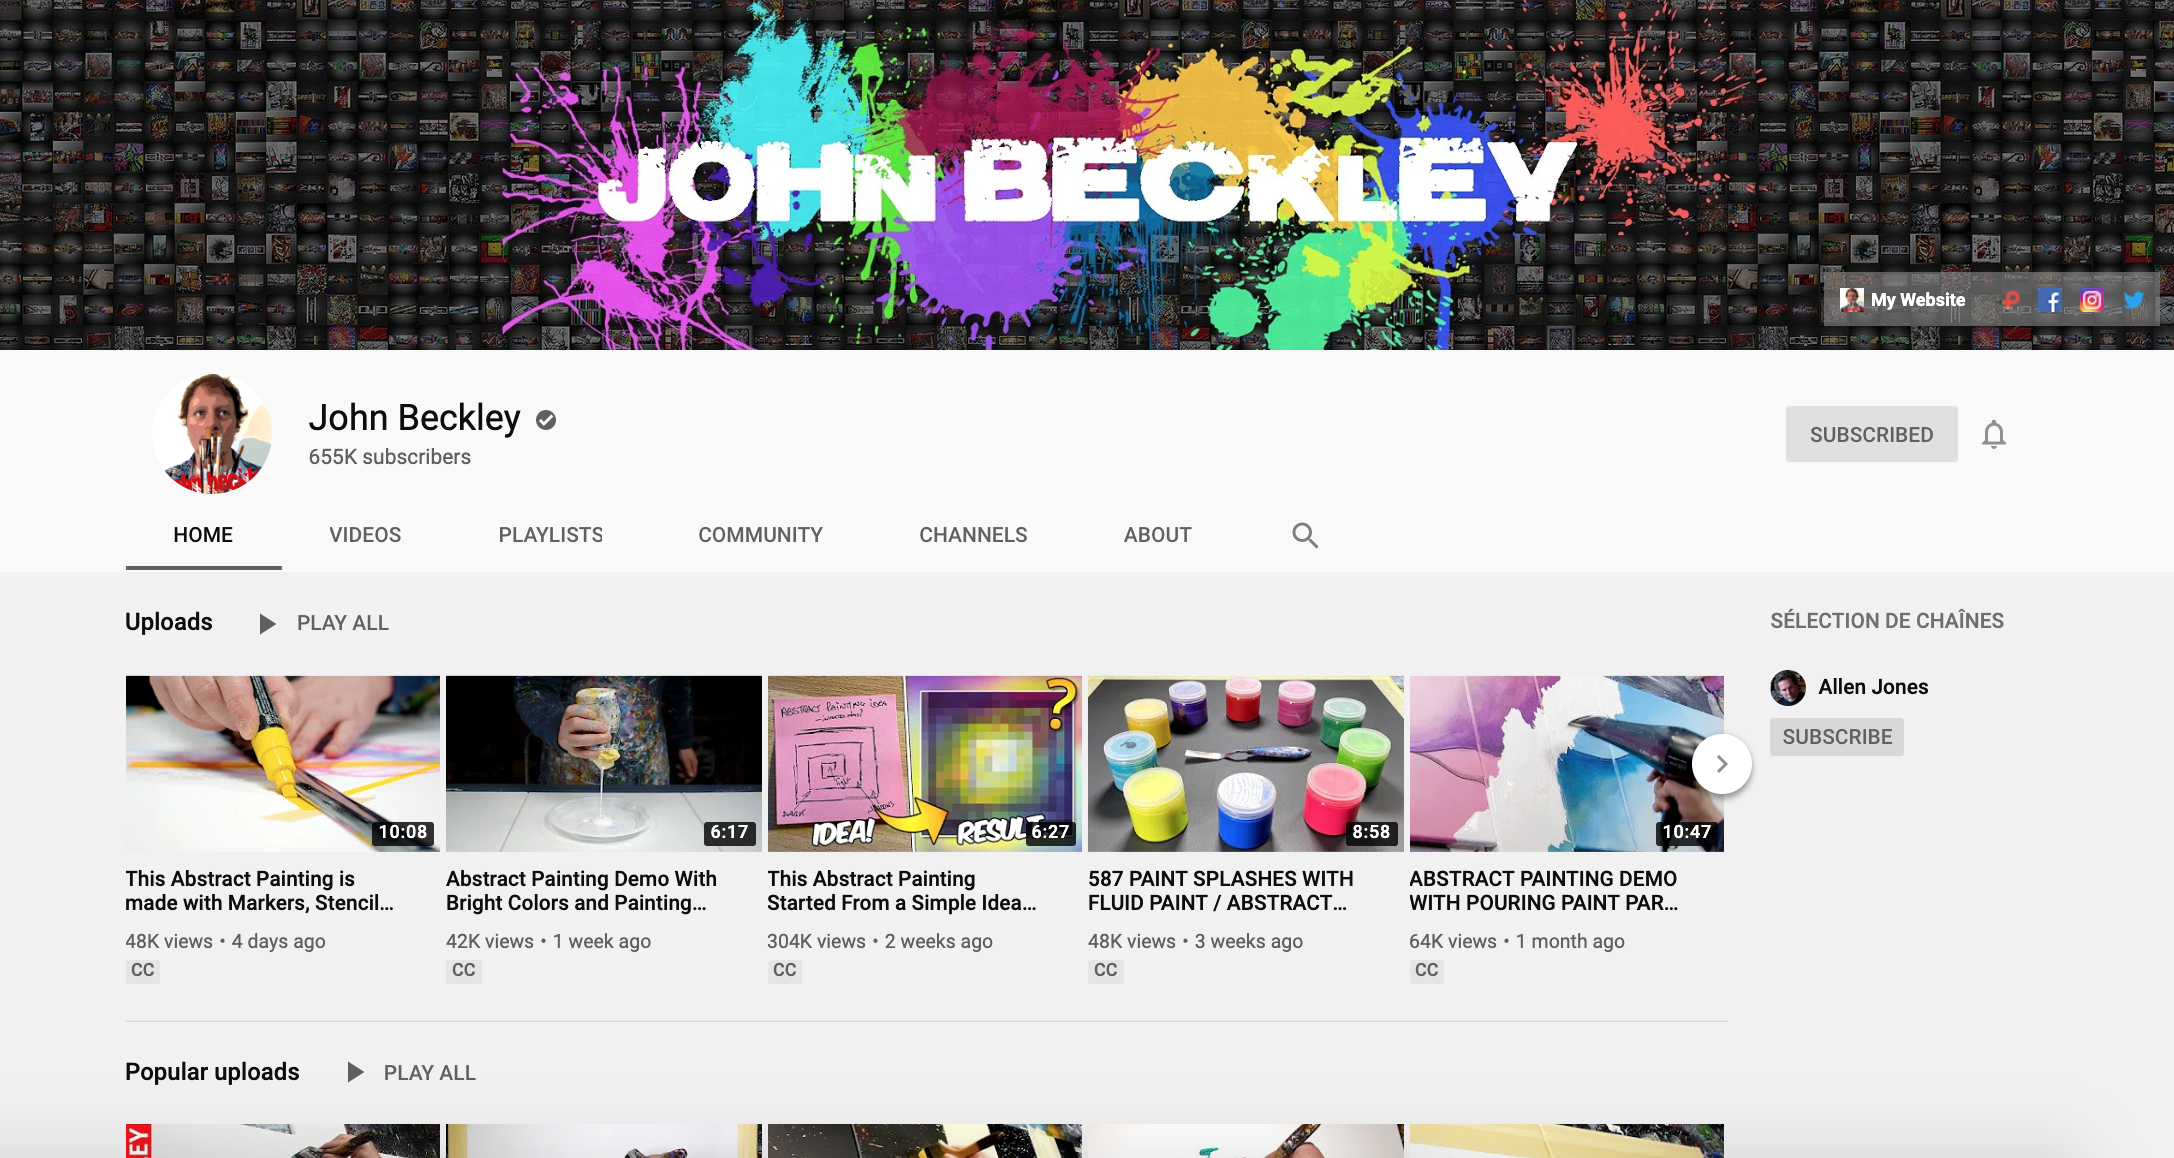 JOHN BECKLEY
My Website
John Beckley
655K subscribers
SUBSCRIBED
HOME VIDEOS PLAYLISTS COMMUNITY CHANNELS ABOUT
Uploads PLAY ALL
ABSTRACT PAINTING IDEA
LIGHT
DARK
IDEA!
RESULT
10:08
6:17
6:27
8:58
10:47
This Abstract Painting is
made with Markers, Stencil...
48K views • 4 days ago
CC
Abstract Painting Demo With
Bright Colors and Painting...
42K views • 1 week ago
CC
This Abstract Painting
Started From a Simple Idea...
304K views • 2 weeks ago
CC
587 PAINT SPLASHES WITH
FLUID PAINT / ABSTRACT...
48K views • 3 weeks ago
CC
ABSTRACT PAINTING DEMO
WITH POURING PAINT PAR...
64K views • 1 month ago
CC
SÉLECTION DE CHAÎNES
Allen Jones
SUBSCRIBE
Popular uploads PLAY ALL
EY